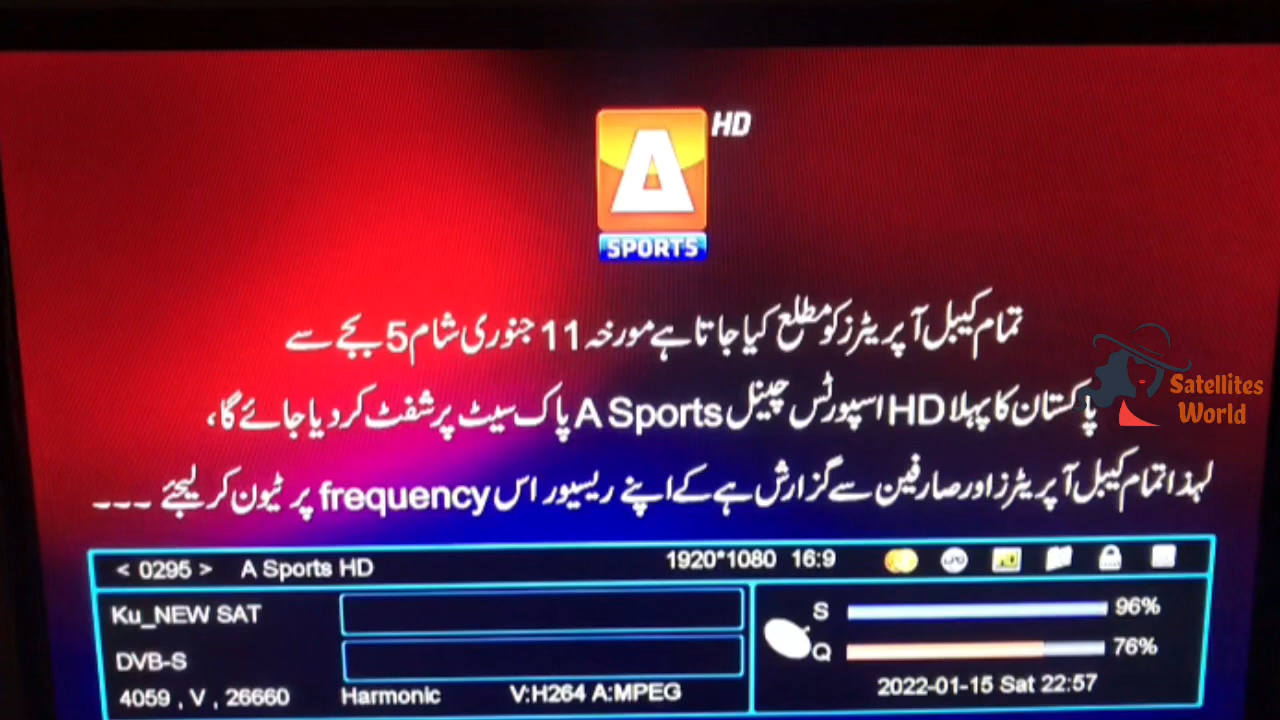 A
HD
SPORTS
تمام کیبل آپریٹرز کو مطلع کیا جاتا ہے مورخہ 11 جنوری شام 5 بجے سے
پاکستان کا پہلا HD اسپورٹس چینل A Sports پاک سیٹ پر شفٹ کر دیا جائے گا،
لہذا تمام کیبل آپریٹرز اور صارفین سے گزارش ہے کے اپنے ریسیور اس frequency پر ٹیون کر لیجئے ---
Satellites
World
< 0295 > A Sports HD 1920*1080 16:9
Ku_NEW SAT
DVB-S
4059 , V , 26660 Harmonic V:H264 A:MPEG
S 96%
Q 76%
2022-01-15 Sat 22:57